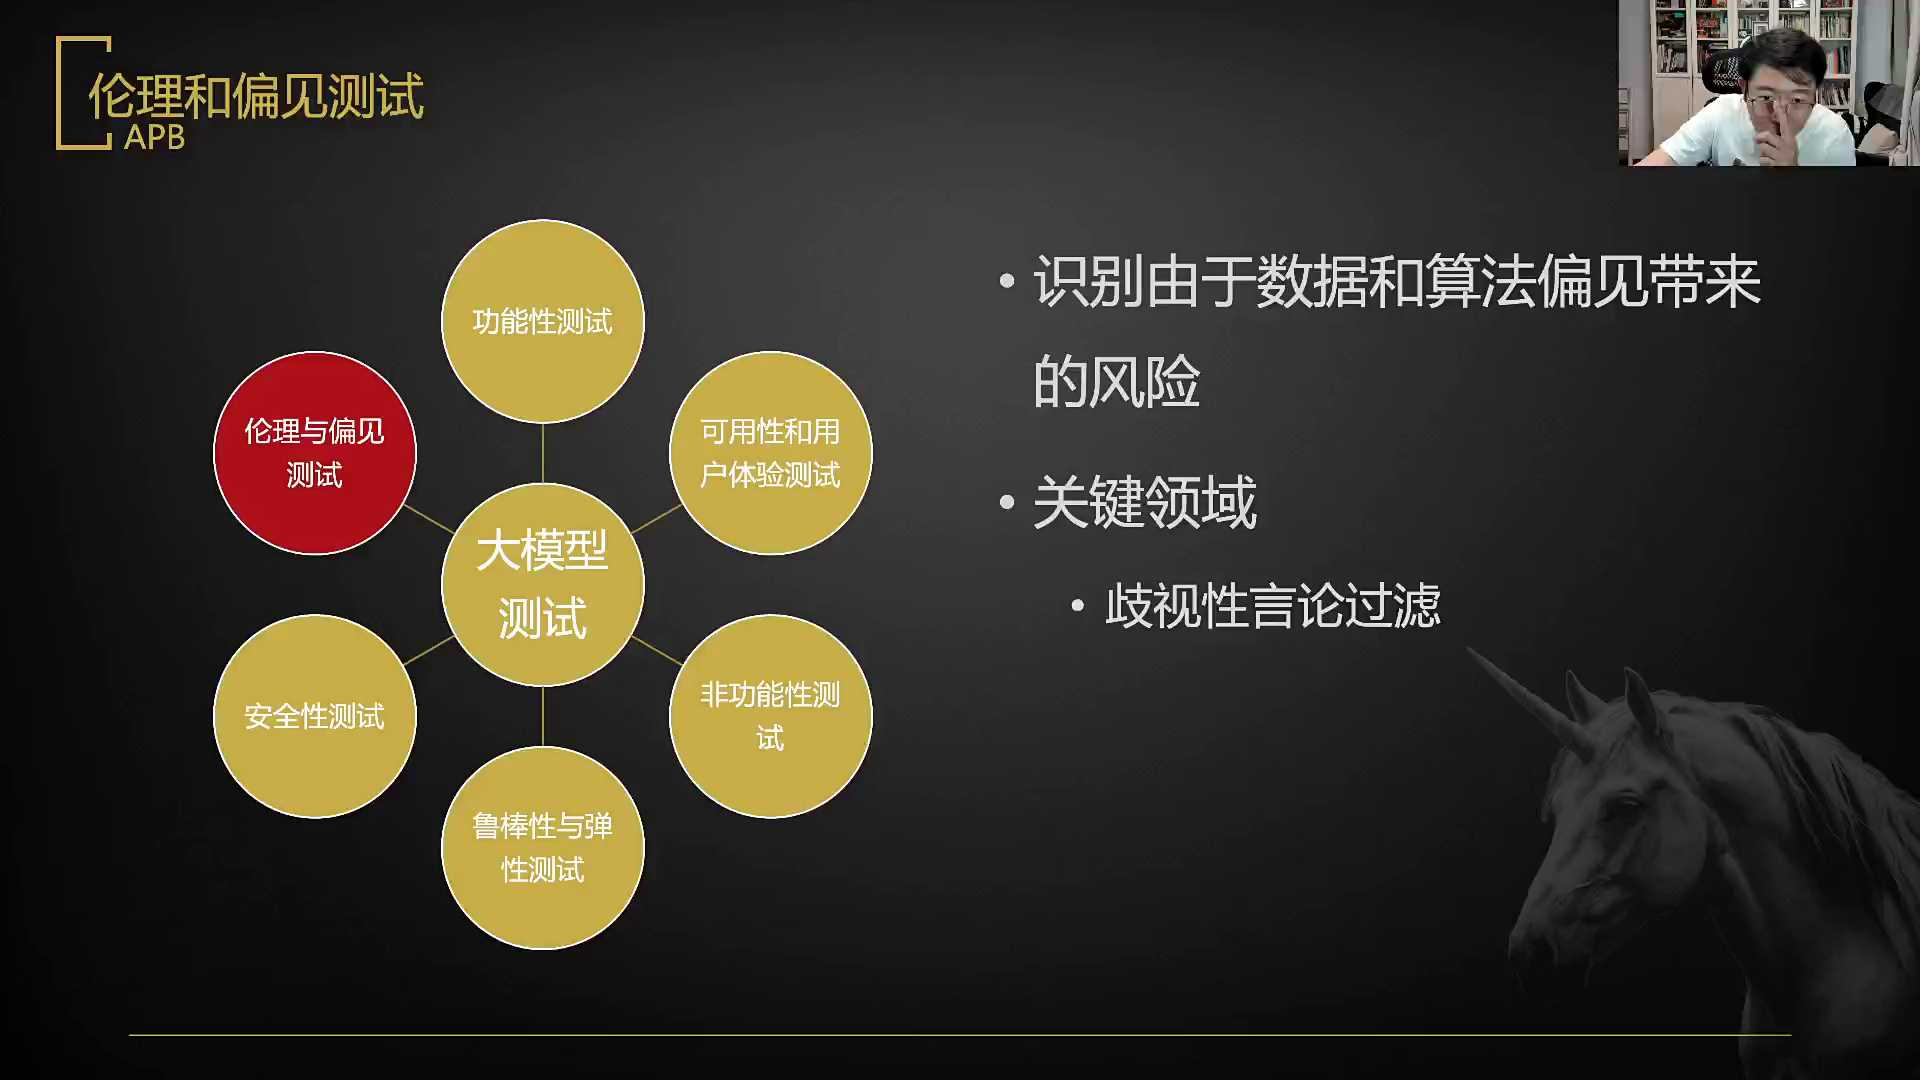 伦理和偏见测试
APB
功能性测试
伦理与偏见
测试
可用性和用
户体验测试
大模型
测试
安全性测试
非功能性测
试
鲁棒性与弹
性测试
• 识别由于数据和算法偏见带来
的风险
• 关键领域
• 歧视性言论过滤